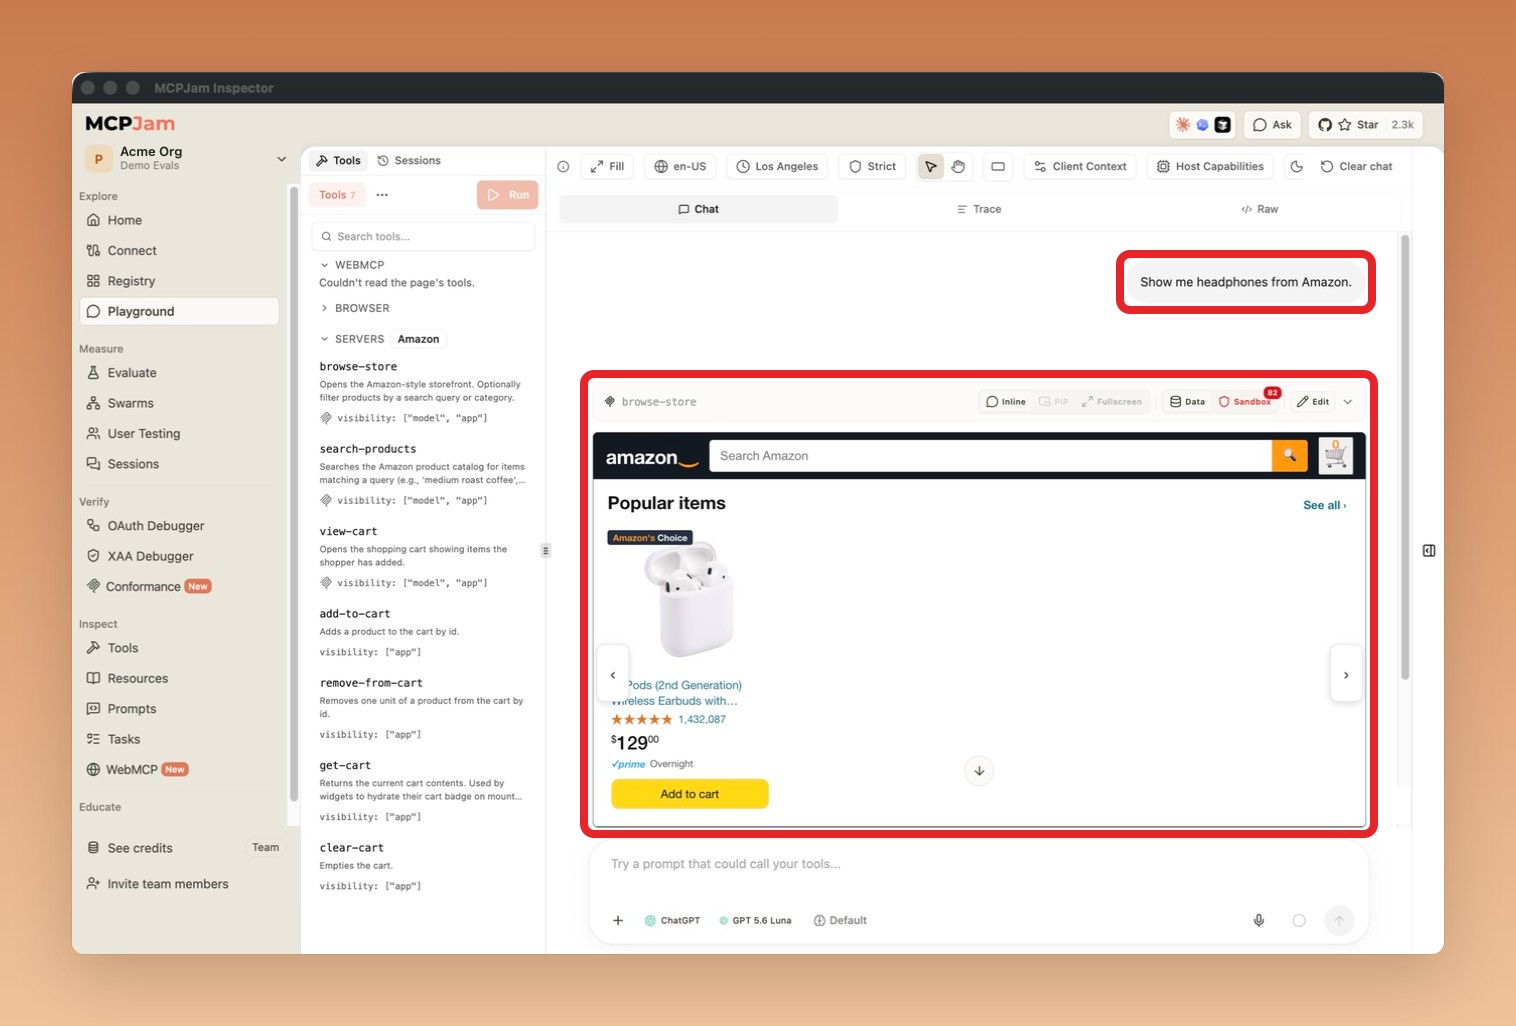 MCPJam Inspector
MCPJam
Ask
Star 2.3k
P
Acme Org
Demo Evals
Explore
Home
Connect
Registry
Playground
Measure
Evaluate
Swarms
User Testing
Sessions
Verify
OAuth Debugger
XAA Debugger
Conformance New
Inspect
Tools
Resources
Prompts
Tasks
WebMCP New
Educate
See credits Team
Invite team members
Tools Sessions
Tools 7 ••• Run
Search tools...
WEBMCP
Couldn't read the page's tools.
BROWSER
SERVERS Amazon
browse-store
Opens the Amazon-style storefront. Optionally
filter products by a search query or category.
visibility: ["model", "app"]
search-products
Searches the Amazon product catalog for items
matching a query (e.g., 'medium roast coffee',...
visibility: ["model", "app"]
view-cart
Opens the shopping cart showing items the
shopper has added.
visibility: ["model", "app"]
add-to-cart
Adds a product to the cart by id.
visibility: ["app"]
remove-from-cart
Removes one unit of a product from the cart by
id.
visibility: ["app"]
get-cart
Returns the current cart contents. Used by
widgets to hydrate their cart badge on mount...
visibility: ["app"]
clear-cart
Empties the cart.
visibility: ["app"]
Fill en-US Los Angeles Strict Client Context Host Capabilities Clear chat
Chat Trace Raw
Show me headphones from Amazon.
browse-store Inline PIP Fullscreen Data Sandbox 82 Edit
amazon Search Amazon 0
Popular items See all ›
Amazon's Choice
Pods (2nd Generation)
Wireless Earbuds with...
★★★★★ 1,432,087
$12900
✓prime Overnight
Add to cart
Try a prompt that could call your tools...
+ ChatGPT GPT 5.6 Luna Default